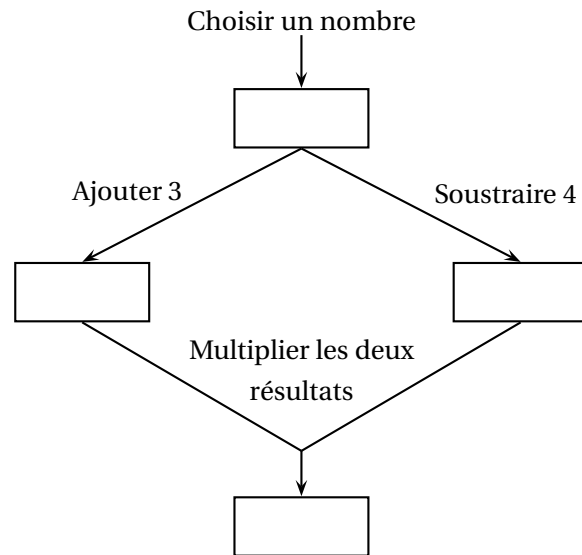 Choisir un nombre
Ajouter 3
Soustraire 4
Multiplier les deux
résultats